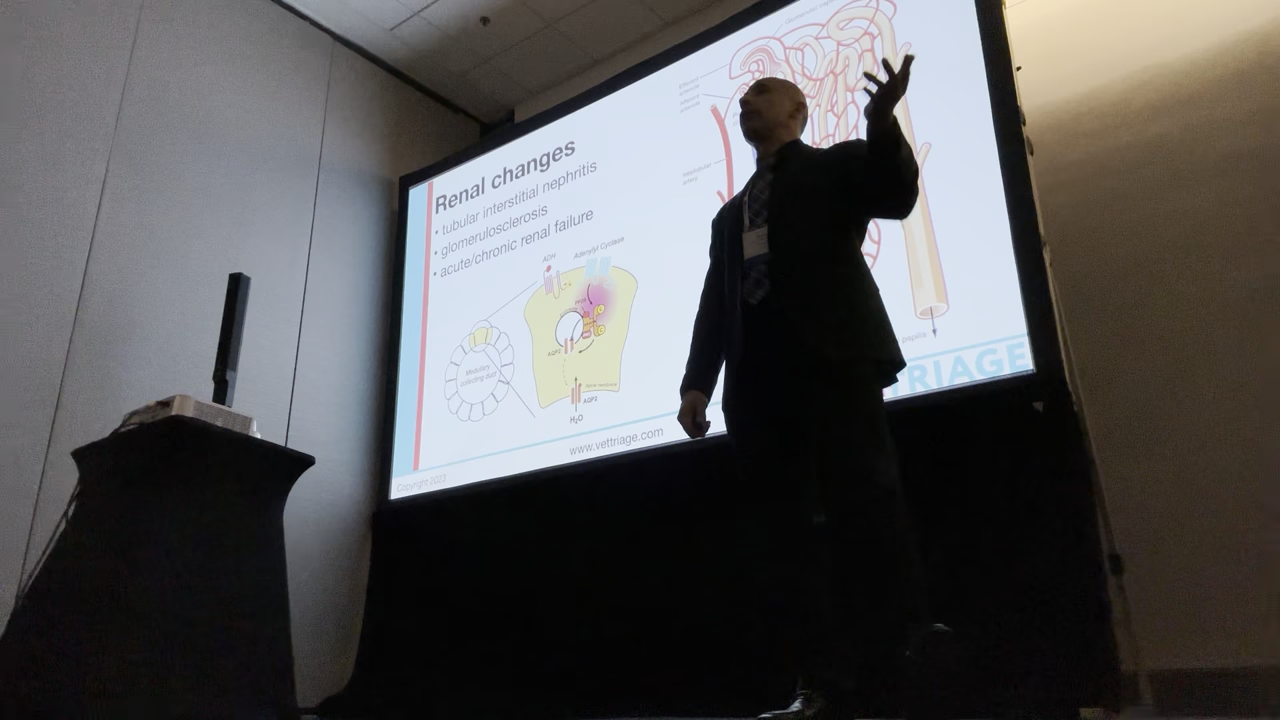 Renal changes
• tubular interstitial nephritis
• glomerulosclerosis
• acute/chronic renal failure
ADH
Adenylyl Cyclase
AQP2
Medullary
collecting duct
AQP2
H₂O
papilla
TRIAGE
www.vettriage.com
Copyright 2023